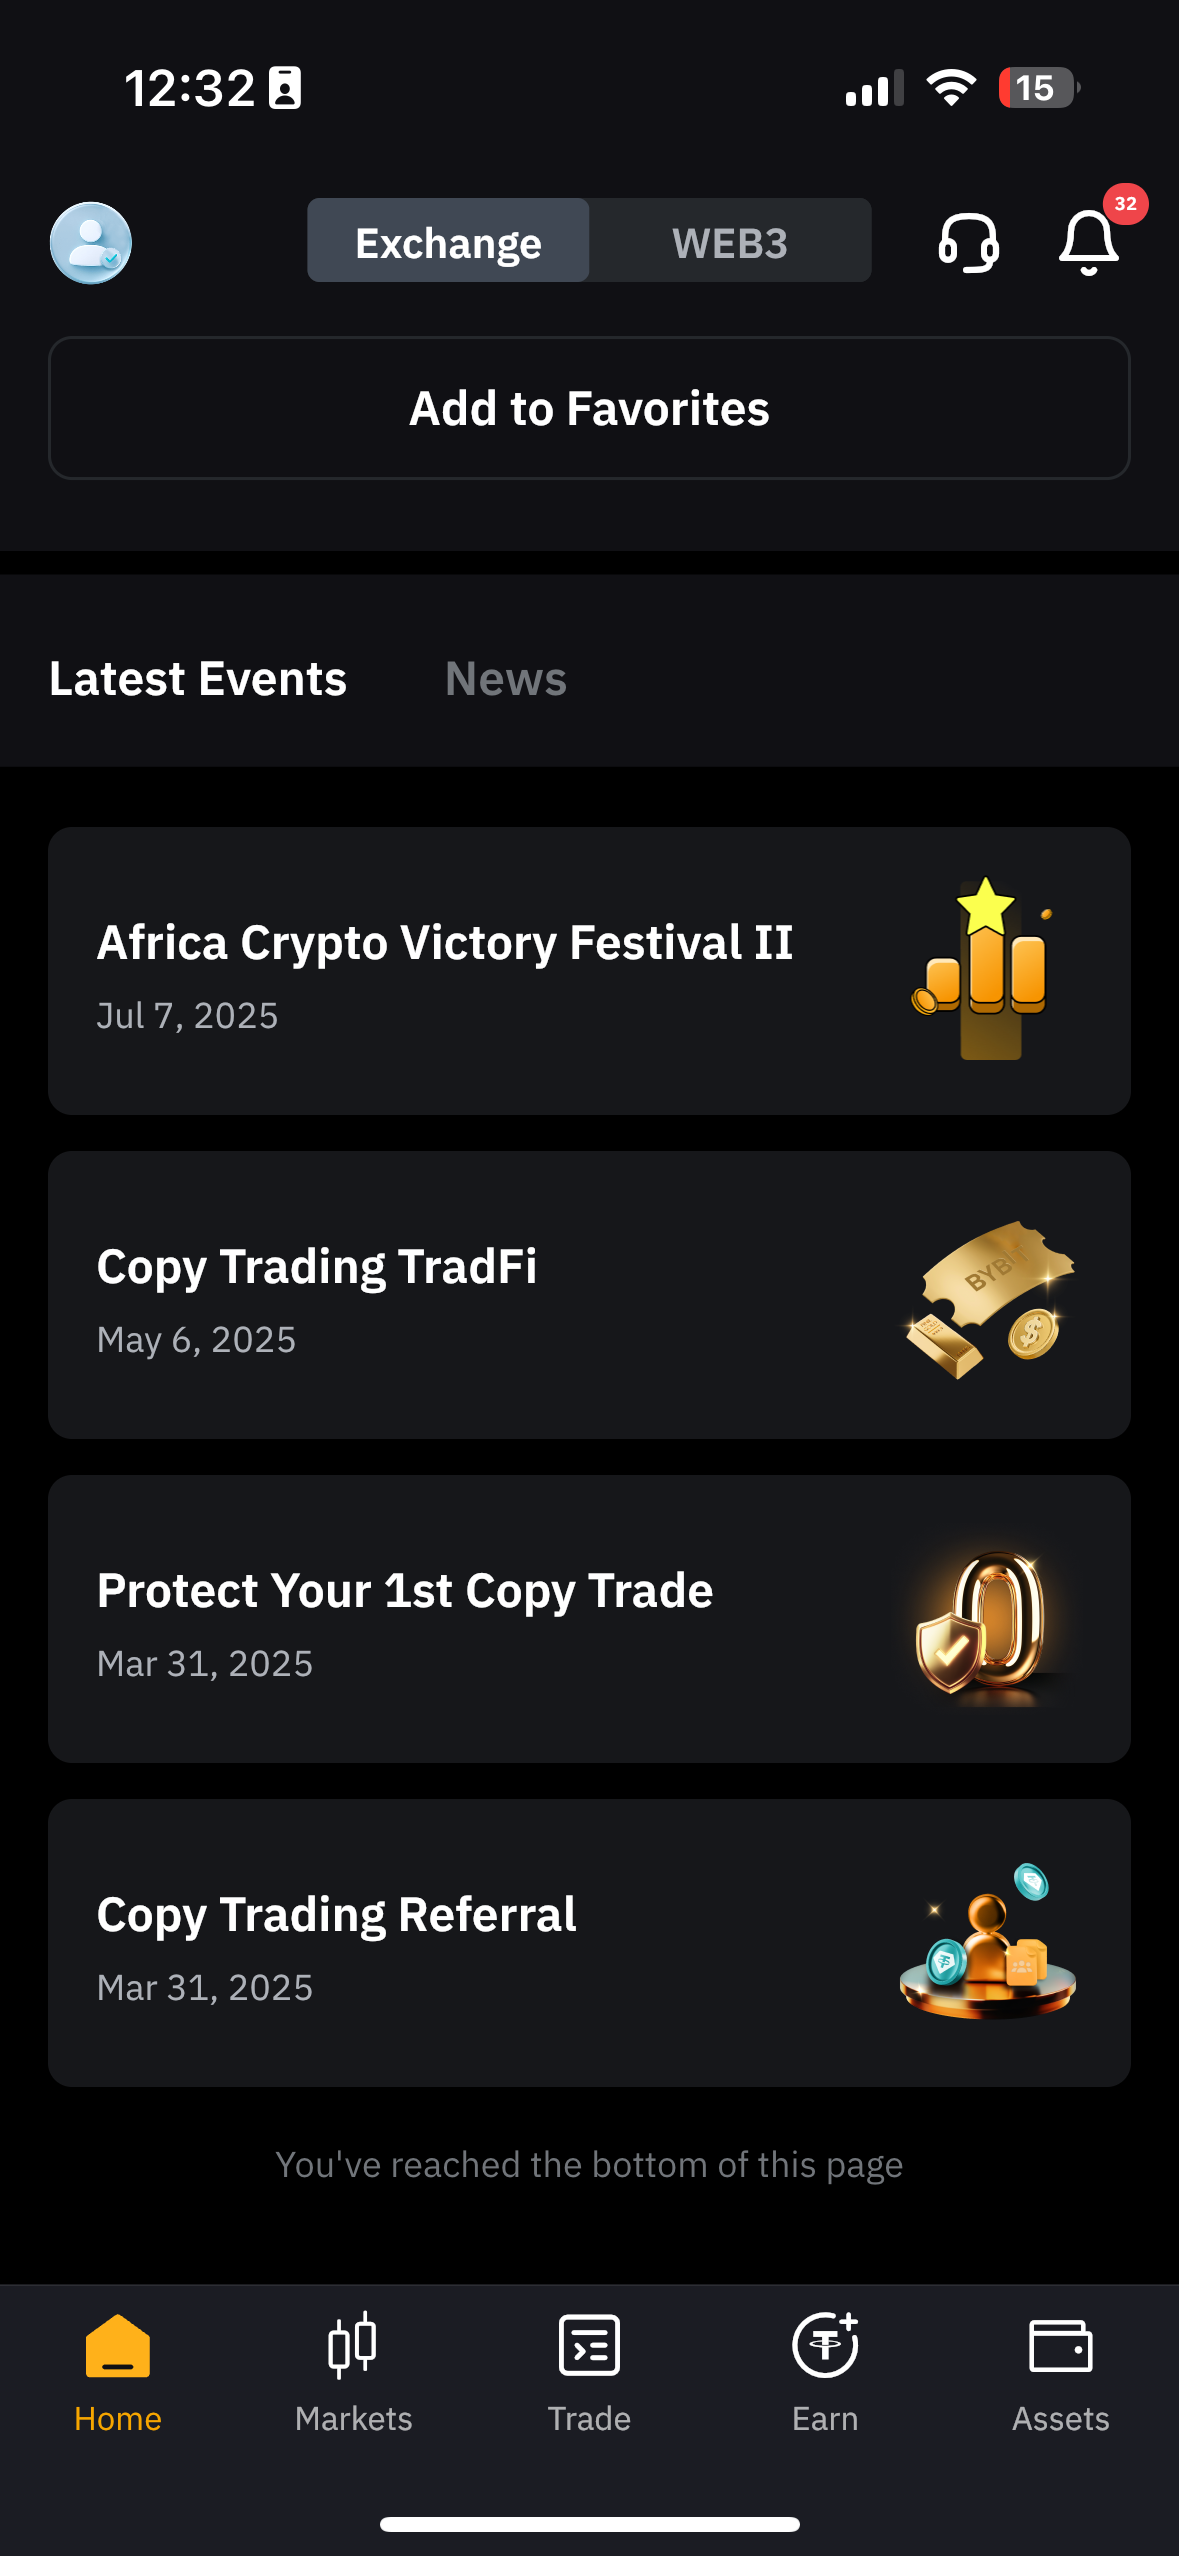 12:32
15
Exchange
WEB3
32
Add to Favorites
Latest Events
News
Africa Crypto Victory Festival II
Jul 7, 2025
Copy Trading TradFi
May 6, 2025
BYBIT
Protect Your 1st Copy Trade
Mar 31, 2025
Copy Trading Referral
Mar 31, 2025
You've reached the bottom of this page
Home
Markets
Trade
Earn
Assets